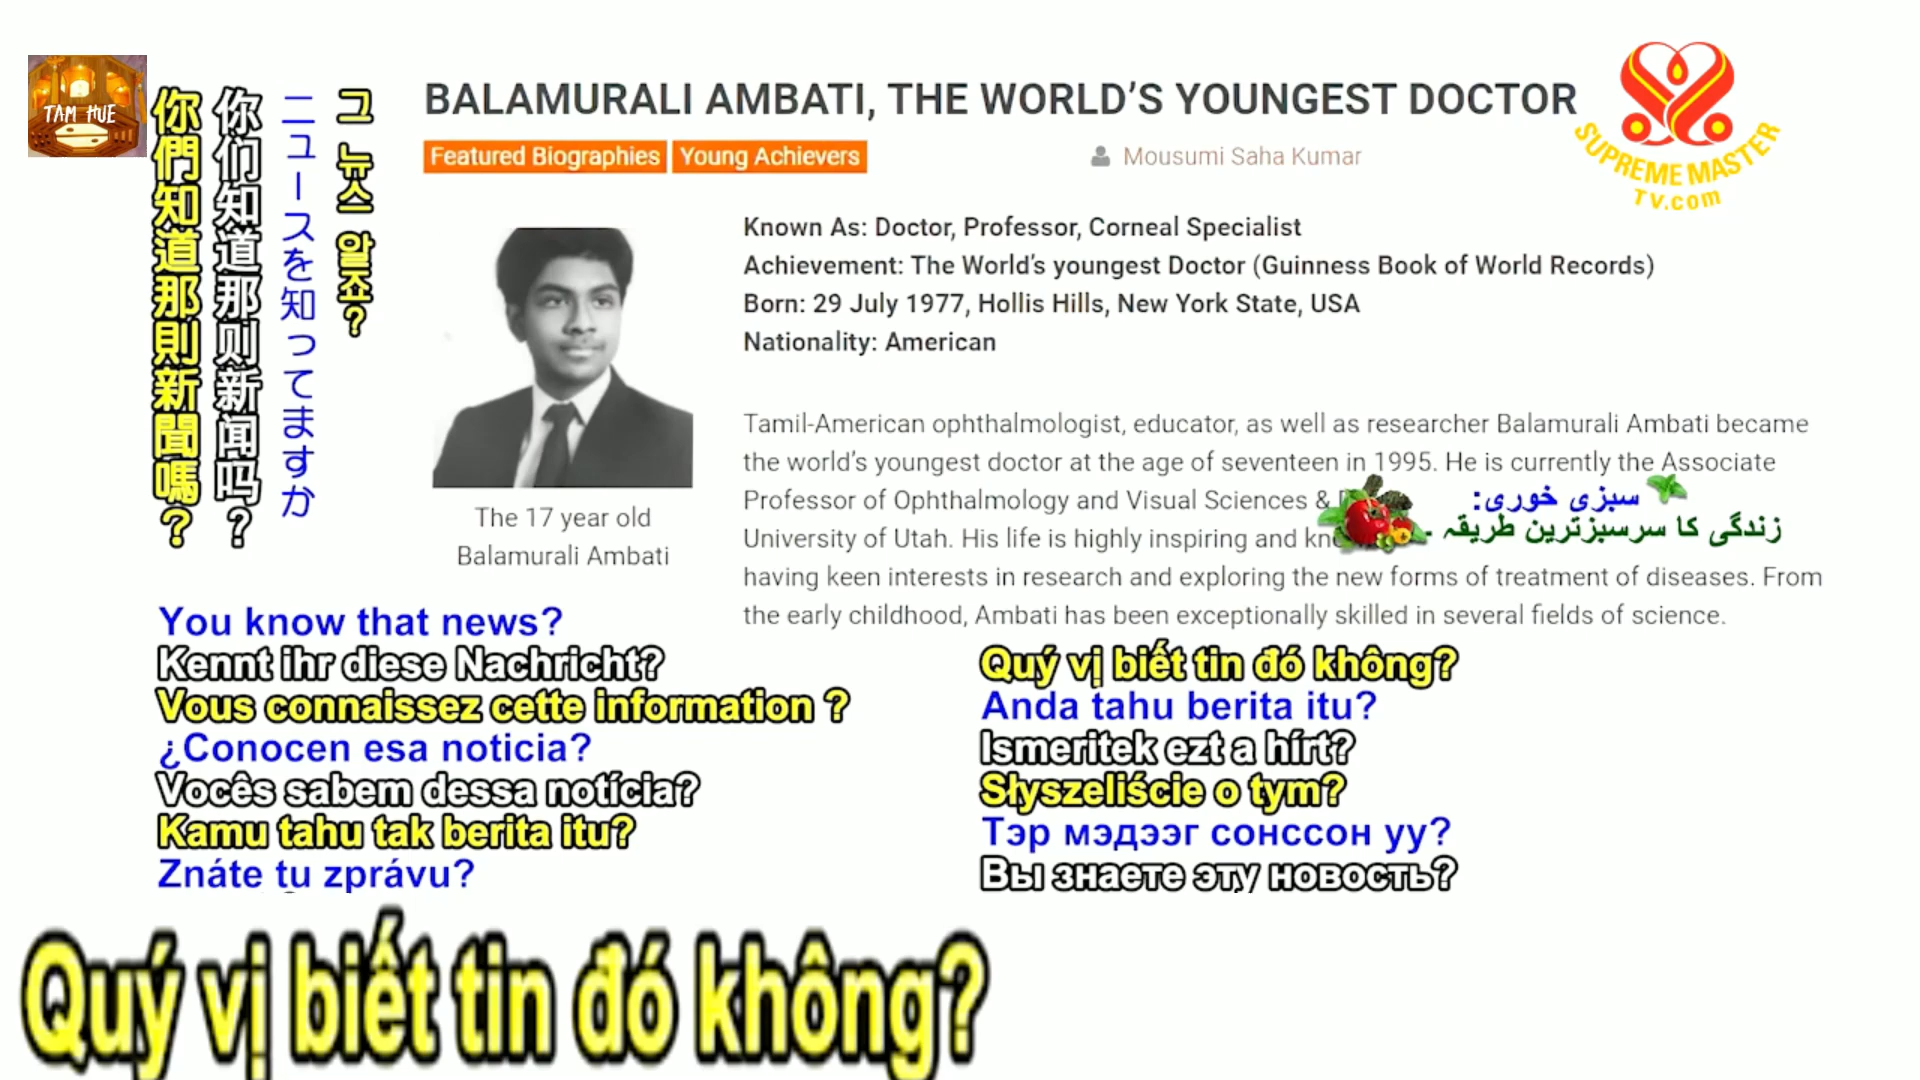 TAM HUE
你們知道那則新聞嗎？
你们知道那则新闻吗？
ニュースを知ってますか
그 뉴스 알죠?
BALAMURALI AMBATI, THE WORLD’S YOUNGEST DOCTOR
Featured Biographies Young Achievers
Mousumi Saha Kumar
SUPREME MASTER
TV.com
Known As: Doctor, Professor, Corneal Specialist
Achievement: The World’s youngest Doctor (Guinness Book of World Records)
Born: 29 July 1977, Hollis Hills, New York State, USA
Nationality: American
The 17 year old
Balamurali Ambati
Tamil-American ophthalmologist, educator, as well as researcher Balamurali Ambati became
the world’s youngest doctor at the age of seventeen in 1995. He is currently the Associate
Professor of Ophthalmology and Visual Sciences &
University of Utah. His life is highly inspiring and
having keen interests in research and exploring the new forms of treatment of diseases. From
the early childhood, Ambati has been exceptionally skilled in several fields of science.
سبزی خوری:
زندگی کا سرسبزترین طریقہ -
You know that news?
Kennt ihr diese Nachricht?
Vous connaissez cette information ?
¿Conocen esa noticia?
Vocês sabem dessa notícia?
Kamu tahu tak berita itu?
Znáte tu zprávu?
Quý vị biết tin đó không?
Anda tahu berita itu?
Ismeritek ezt a hírt?
Słyszeliście o tym?
Тэр мэдээг сонссон уу?
Вы знаете эту новость?
Quý vị biết tin đó không?